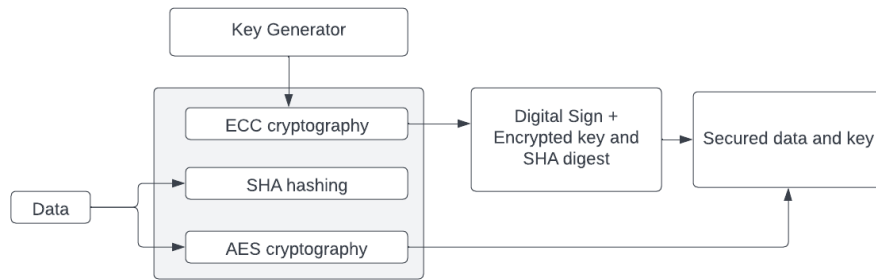 Key Generator
ECC cryptography
Digital Sign +
Encrypted key and
SHA digest
Secured data and key
SHA hashing
Data
AES cryptography